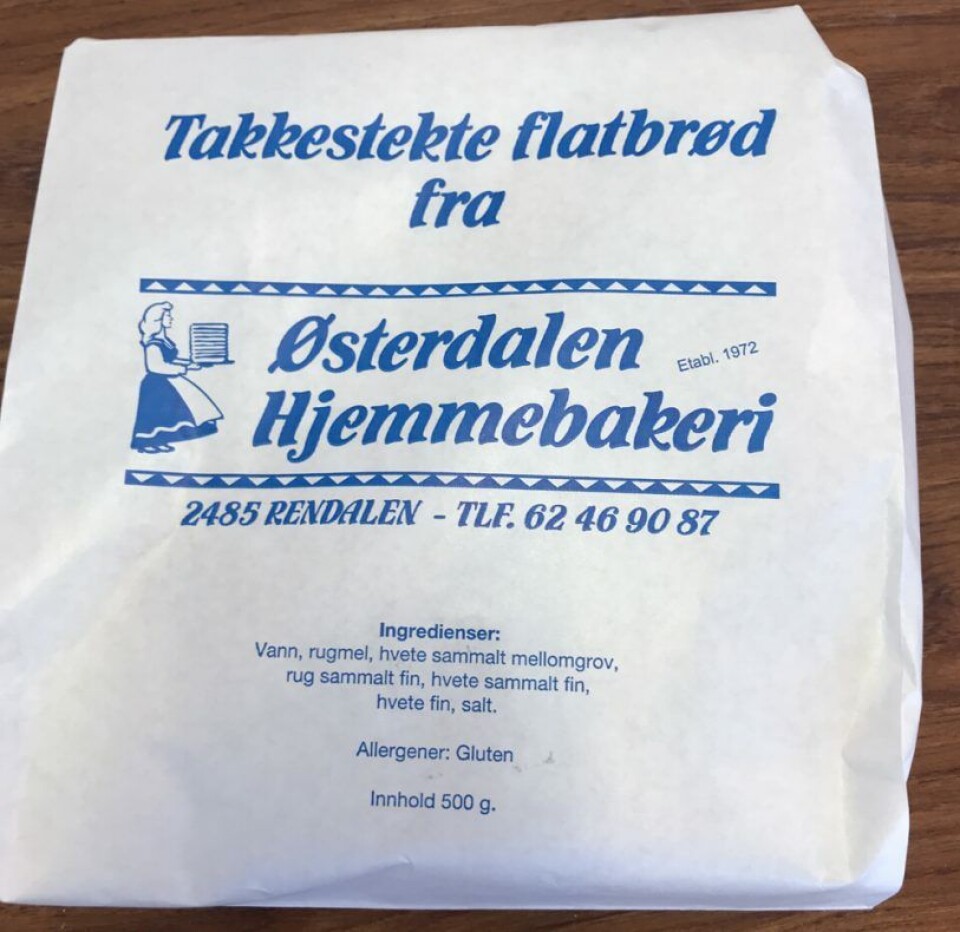 Takkestekte flatbrød
fra
Østerdalen
Etabl. 1972
Hjemmebakeri
2485 RENDALEN - TLF. 62 46 90 87
Ingredienser:
Vann, rugmel, hvete sammalt mellomgrov,
rug sammalt fin, hvete sammalt fin,
hvete fin, salt.
Allergener: Gluten
Innhold 500 g.